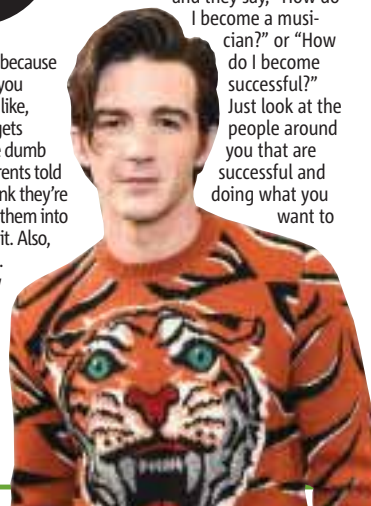 because
you
like,
gets
dumb
rents told
nk they're
them into
it. Also,
and they say, "How do
I become a musi-
cian?" or "How
do I become
successful?"
Just look at the
people around
you that are
successful and
doing what you
want to